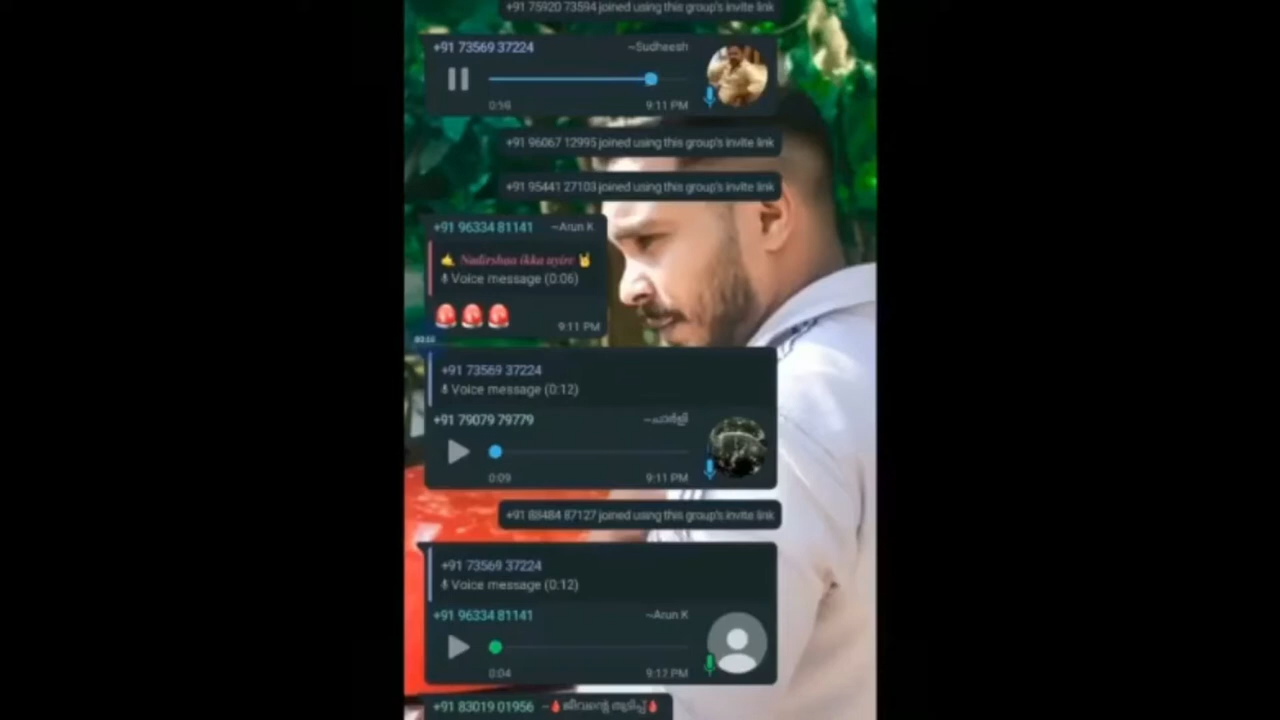 +91 75920 73594 joined using this group's invite link
+91 73569 37224 ~Sudheesh
0:16 9:11 PM
+91 96067 12995 joined using this group's invite link
+91 95441 27103 joined using this group's invite link
+91 96334 81141 ~Arun K
🤙 Nadirshaa ikka uyire 🤘
Voice message (0:06)
🚨🚨🚨
9:11 PM
+91 73569 37224
Voice message (0:12)
+91 79079 79779 ~ചാർളി
0:09 9:11 PM
+91 88484 87127 joined using this group's invite link
+91 73569 37224
Voice message (0:12)
+91 96334 81141 ~Arun K
0:04 9:12 PM
+91 83019 01956 ~🩸ജീവന്റെ തുടിപ്പ്🩸